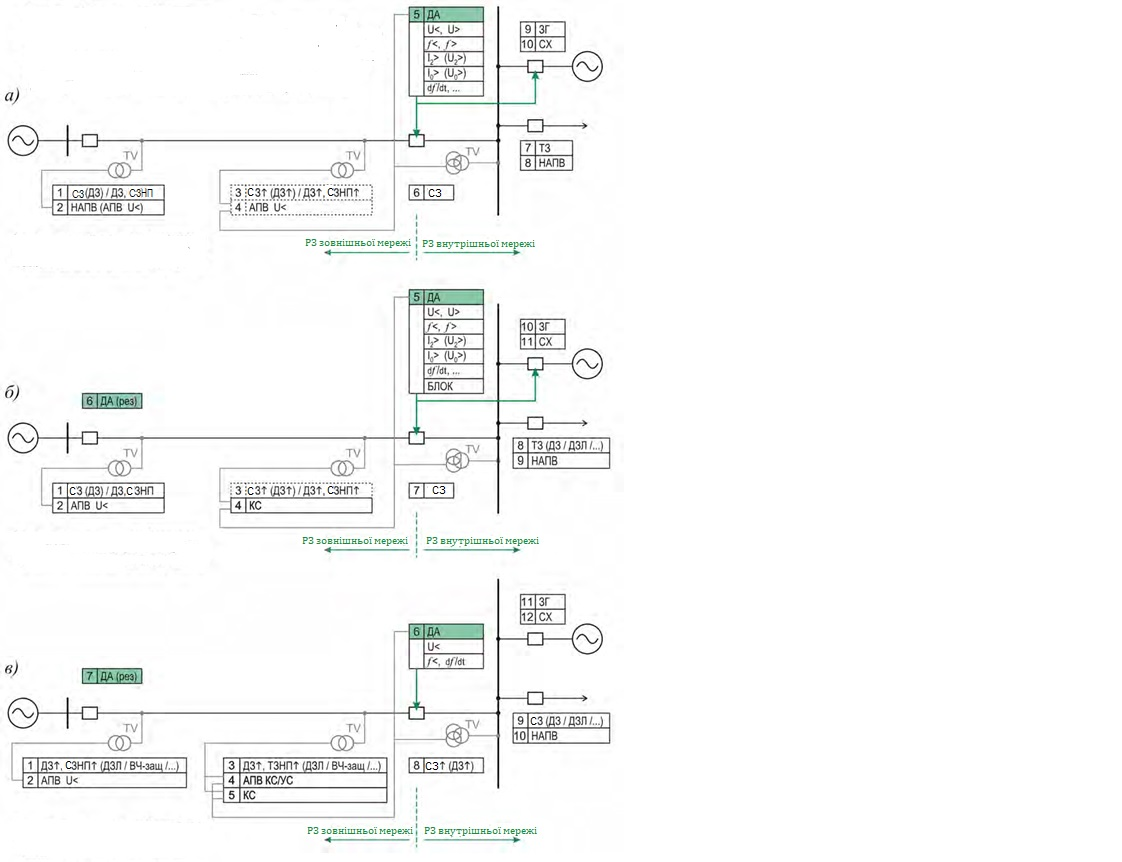 а)
5 ДА
U<, U>
f<, f>
I₂> (U₂>)
I₀> (U₀>)
df/dt, ...
9 ЗГ
10 СХ
7 ТЗ
8 НАПВ
TV
TV
TV
1 СЗ(ДЗ) / ДЗ, СЗНП
2 НАПВ (АПВ U<)
3 СЗ↑ (ДЗ↑) / ДЗ↑, СЗНП↑
4 АПВ U<
6 СЗ
РЗ зовнішньої мережі
РЗ внутрішньої мережі
б)
5 ДА
U<, U>
f<, f>
I₂> (U₂>)
I₀> (U₀>)
df/dt, ...
БЛОК
10 ЗГ
11 СХ
6 ДА (рез)
8 ТЗ (ДЗ / ДЗЛ /...)
9 НАПВ
TV
TV
TV
1 СЗ (ДЗ) / ДЗ,СЗНП
2 АПВ U<
3 СЗ↑ (ДЗ↑) / ДЗ↑, СЗНП↑
4 КС
7 СЗ
РЗ зовнішньої мережі
РЗ внутрішньої мережі
в)
6 ДА
U<
f<, df/dt
11 ЗГ
12 СХ
7 ДА (рез)
9 СЗ (ДЗ / ДЗЛ /...)
10 НАПВ
TV
TV
TV
1 ДЗ↑, СЗНП↑ (ДЗЛ / ВЧ-защ /...)
2 АПВ U<
3 ДЗ↑, ТЗНП↑ (ДЗЛ / ВЧ-защ /...)
4 АПВ КС/УС
5 КС
8 СЗ↑ (ДЗ↑)
РЗ зовнішньої мережі
РЗ внутрішньої мережі